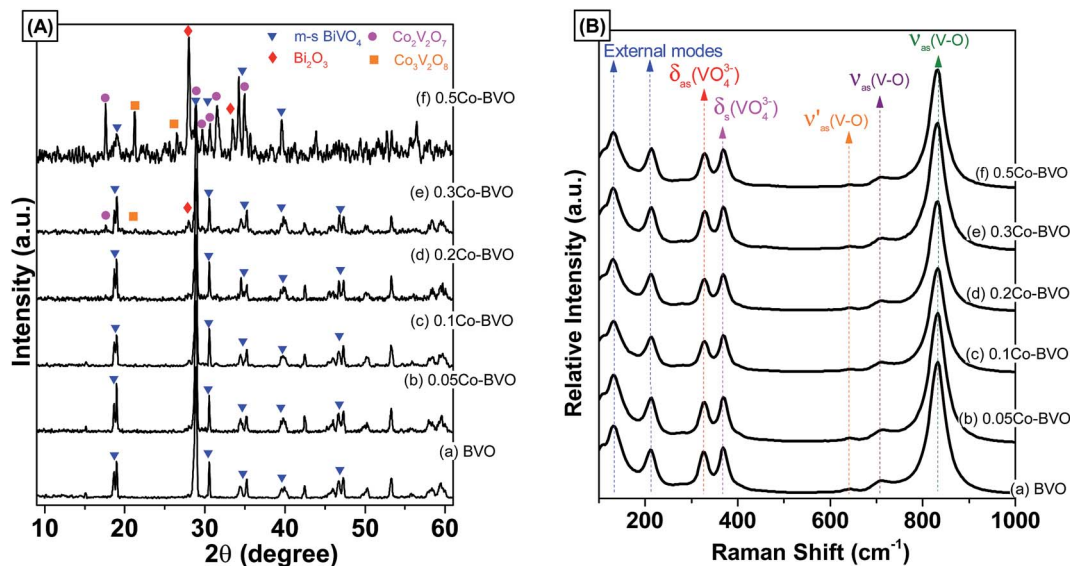 (A)
m-s BiVO₄
Co₂V₂O₇
Bi₂O₃
Co₃V₂O₈
(f) 0.5Co-BVO
(e) 0.3Co-BVO
(d) 0.2Co-BVO
(c) 0.1Co-BVO
(b) 0.05Co-BVO
(a) BVO
Intensity (a.u.)
10 20 30 40 50 60
2θ (degree)
(B)
External modes
δas(VO₄³⁻)
δs(VO₄³⁻)
ν'as(V-O)
νas(V-O)
νas(V-O)
(f) 0.5Co-BVO
(e) 0.3Co-BVO
(d) 0.2Co-BVO
(c) 0.1Co-BVO
(b) 0.05Co-BVO
(a) BVO
Relative Intensity (a.u.)
200 400 600 800 1000
Raman Shift (cm⁻¹)